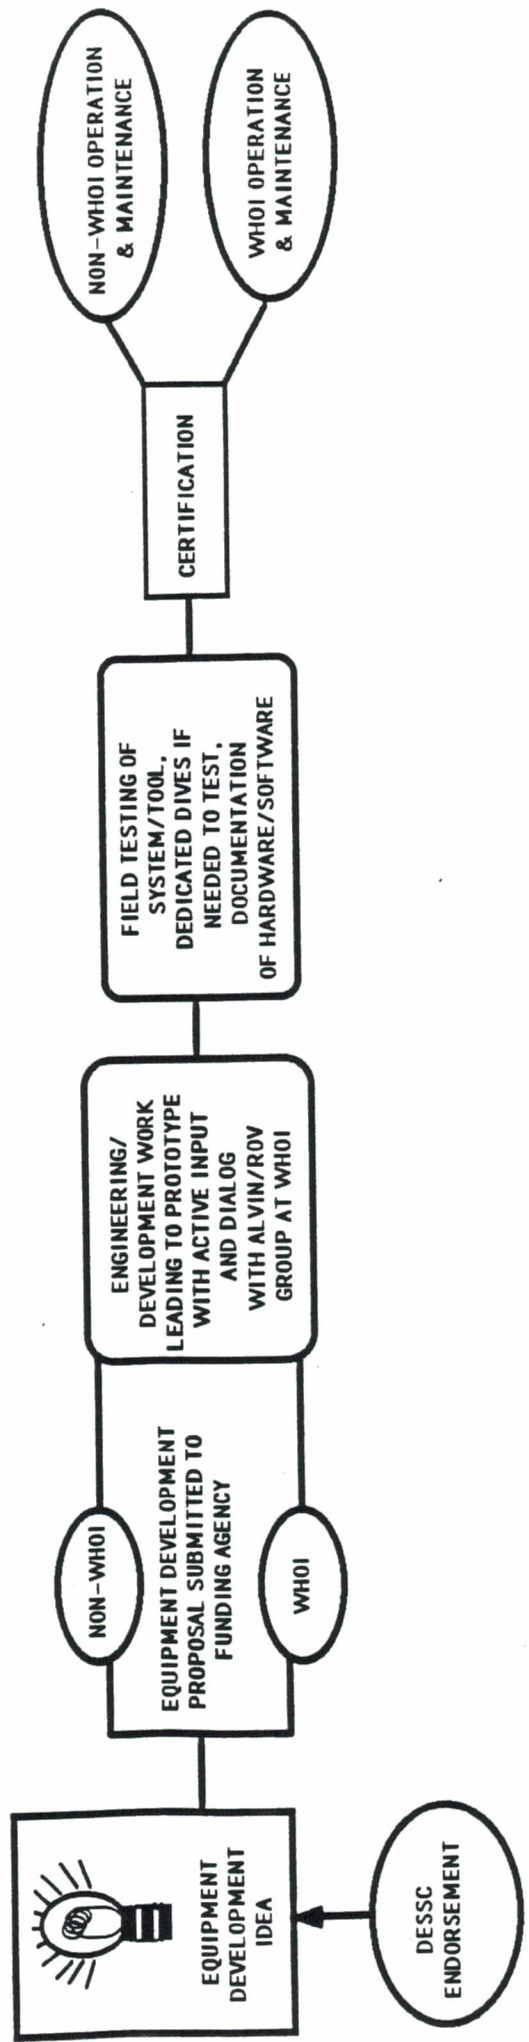 EQUIPMENT
DEVELOPMENT
IDEA
DESSC
ENDORSEMENT
NON-WHOI
EQUIPMENT DEVELOPMENT
PROPOSAL SUBMITTED TO
FUNDING AGENCY
WHOI
ENGINEERING/
DEVELOPMENT WORK
LEADING TO PROTOTYPE
WITH ACTIVE INPUT
AND DIALOG
WITH ALVIN/ROV
GROUP AT WHOI
FIELD TESTING OF
SYSTEM/TOOL,
DEDICATED DIVES IF
NEEDED TO TEST,
DOCUMENTATION
OF HARDWARE/SOFTWARE
CERTIFICATION
NON-WHOI OPERATION
& MAINTENANCE
WHOI OPERATION
& MAINTENANCE